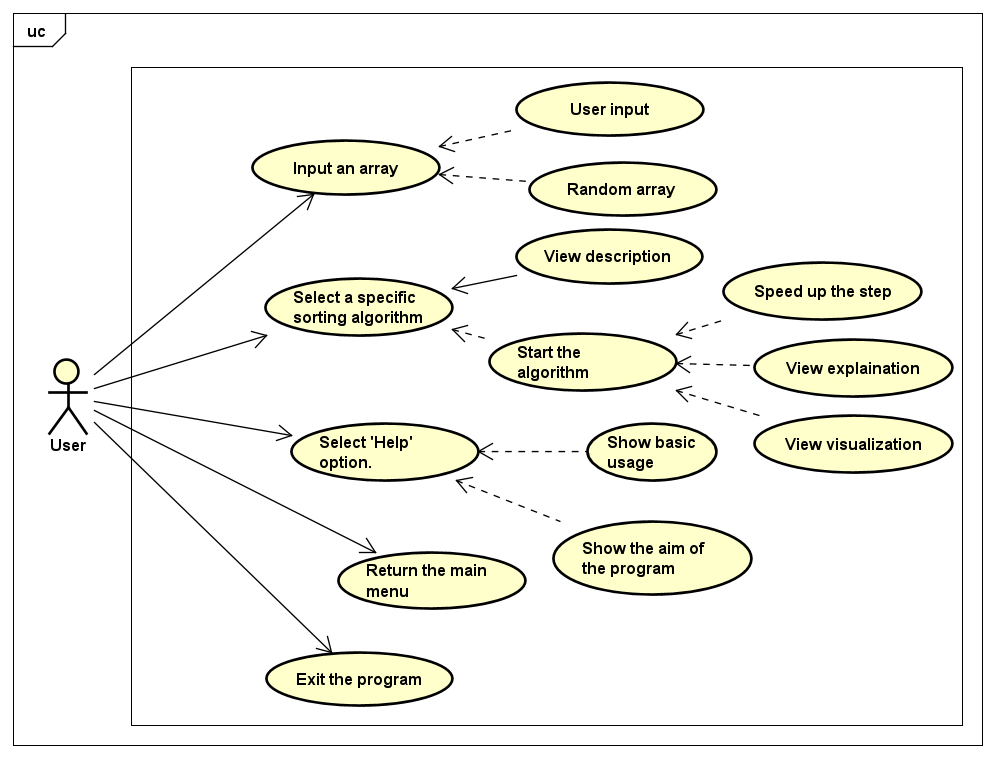 uc
User input
Input an array
Random array
View description
Select a specific
sorting algorithm
Speed up the step
Start the
algorithm
View explaination
User
Select 'Help'
option.
Show basic
usage
View visualization
Show the aim of
the program
Return the main
menu
Exit the program